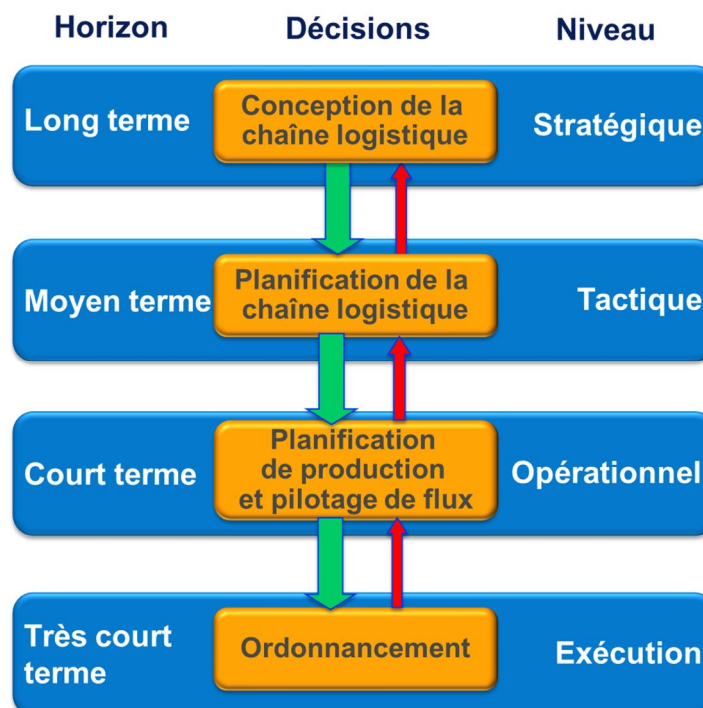 Horizon Décisions Niveau
Long terme
Conception de la
chaîne logistique
Stratégique
Moyen terme
Planification de la
chaîne logistique
Tactique
Court terme
Planification
de production
et pilotage de flux
Opérationnel
Très court
terme
Ordonnancement
Exécution